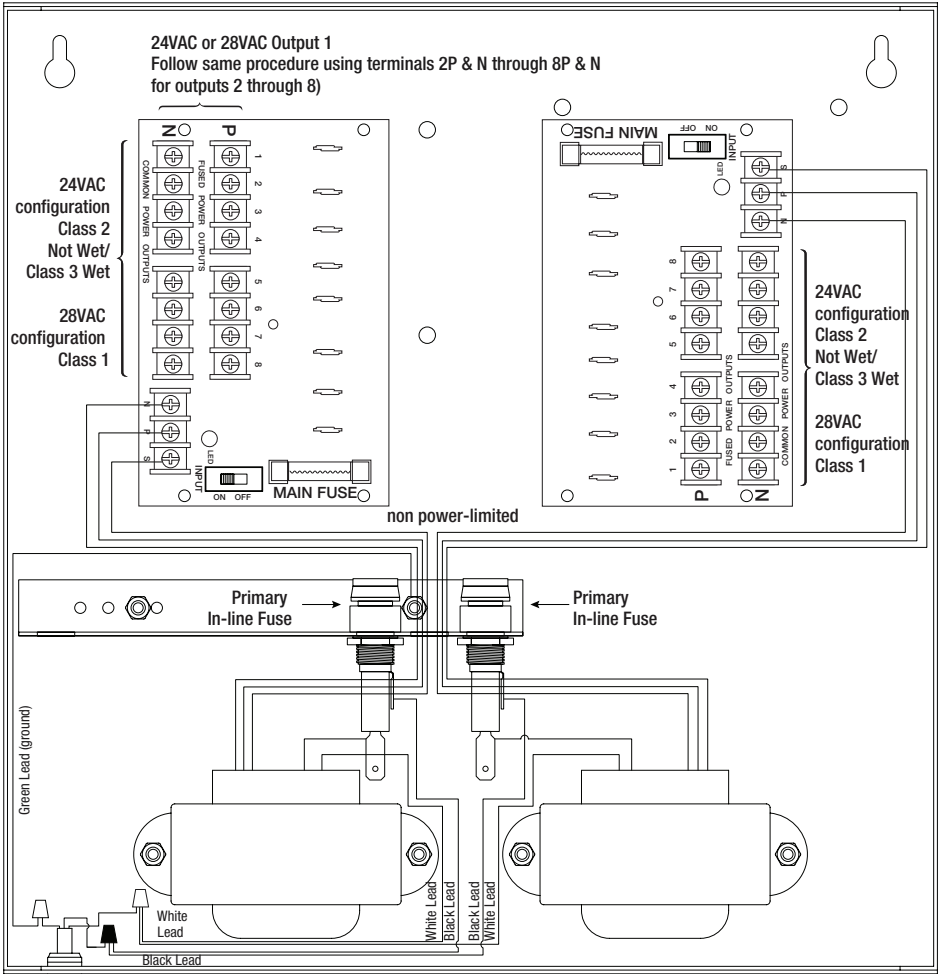 24VAC or 28VAC Output 1
Follow same procedure using terminals 2P & N through 8P & N
for outputs 2 through 8)
N P
COMMON POWER OUTPUTS
FUSED POWER OUTPUTS
1
2
3
4
5
6
7
8
24VAC
configuration
Class 2
Not Wet/
Class 3 Wet
28VAC
configuration
Class 1
N
P
S
LED
INPUT
ON OFF
MAIN FUSE
MAIN FUSE
OFF ON
INPUT
LED
S
P
N
8
7
6
5
4
3
2
1
FUSED POWER OUTPUTS
COMMON POWER OUTPUTS
P N
24VAC
configuration
Class 2
Not Wet/
Class 3 Wet
28VAC
configuration
Class 1
non power-limited
Primary
In-line Fuse
Primary
In-line Fuse
Green Lead (ground)
White Lead
Black Lead
Black Lead
White Lead
White
Lead
Black Lead